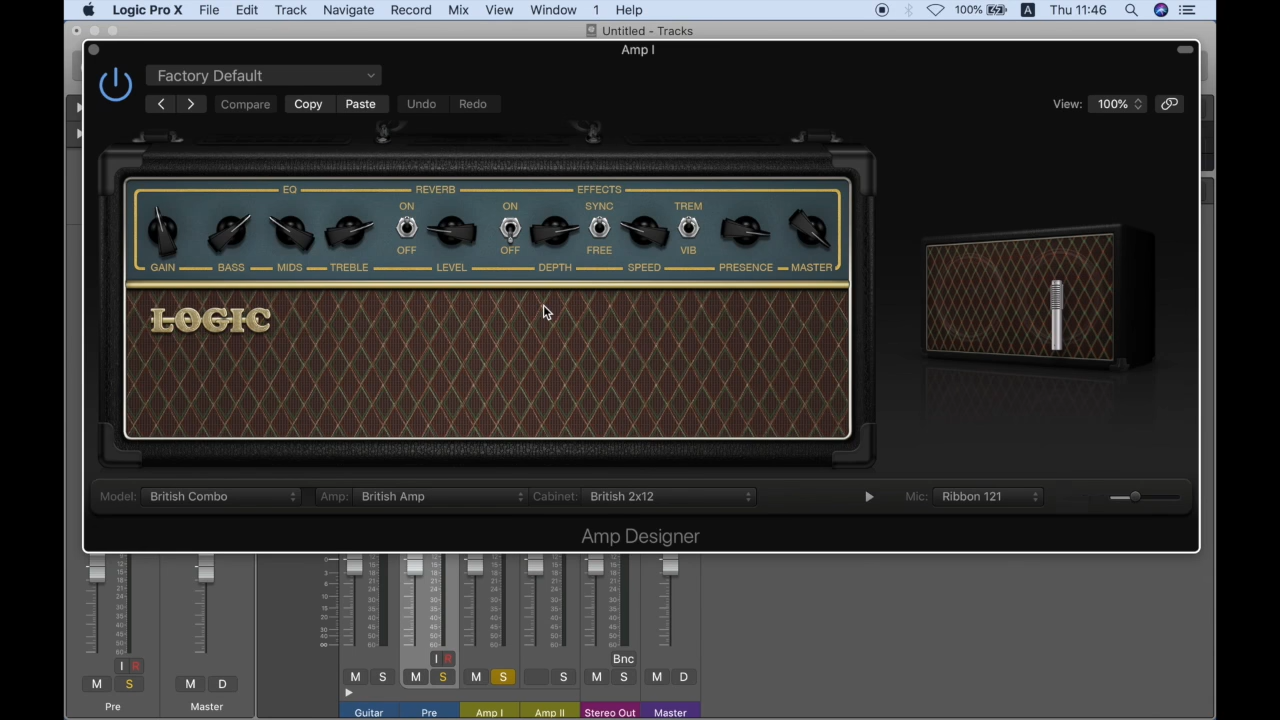 Logic Pro X File Edit Track Navigate Record Mix View Window 1 Help 100% A Thu 11:46
Untitled - Tracks
Amp I
Factory Default
Compare Copy Paste Undo Redo View: 100%
EQ REVERB EFFECTS
ON ON SYNC TREM
OFF OFF FREE VIB
GAIN BASS MIDS TREBLE LEVEL DEPTH SPEED PRESENCE MASTER
LOGIC
Model: British Combo Amp: British Amp Cabinet: British 2x12 Mic: Ribbon 121
Amp Designer
I R Bnc
M S M S M S S M S M D
I R
M S M D
Pre Master
Guitar Pre Amp I Amp II Stereo Out Master